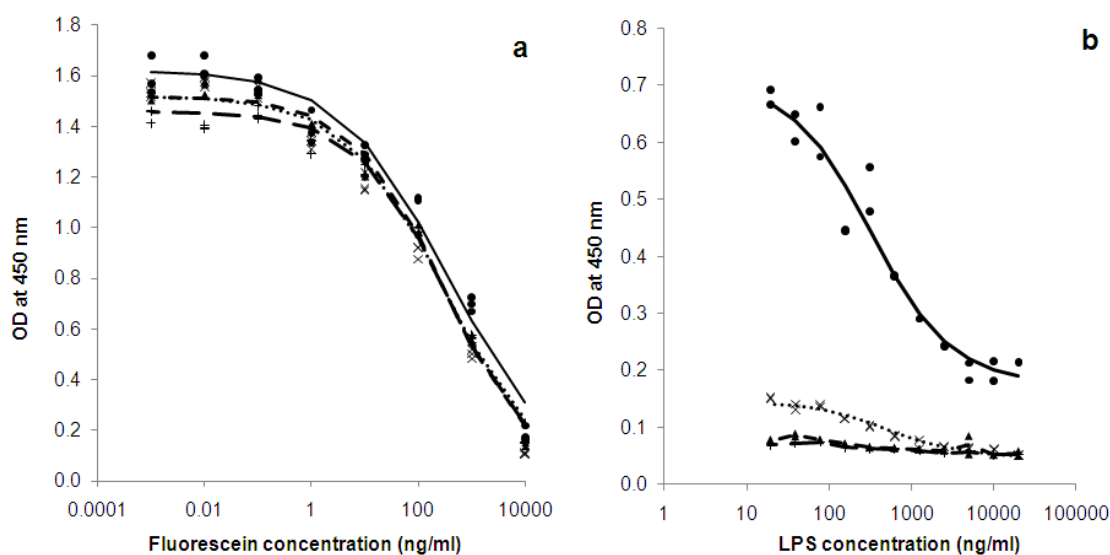 a
OD at 450 nm
1.8
1.6
1.4
1.2
1.0
0.8
0.6
0.4
0.2
0.0
0.0001 0.01 1 100 10000
Fluorescein concentration (ng/ml)
b
OD at 450 nm
0.8
0.7
0.6
0.5
0.4
0.3
0.2
0.1
0.0
1 10 100 1000 10000 100000
LPS concentration (ng/ml)